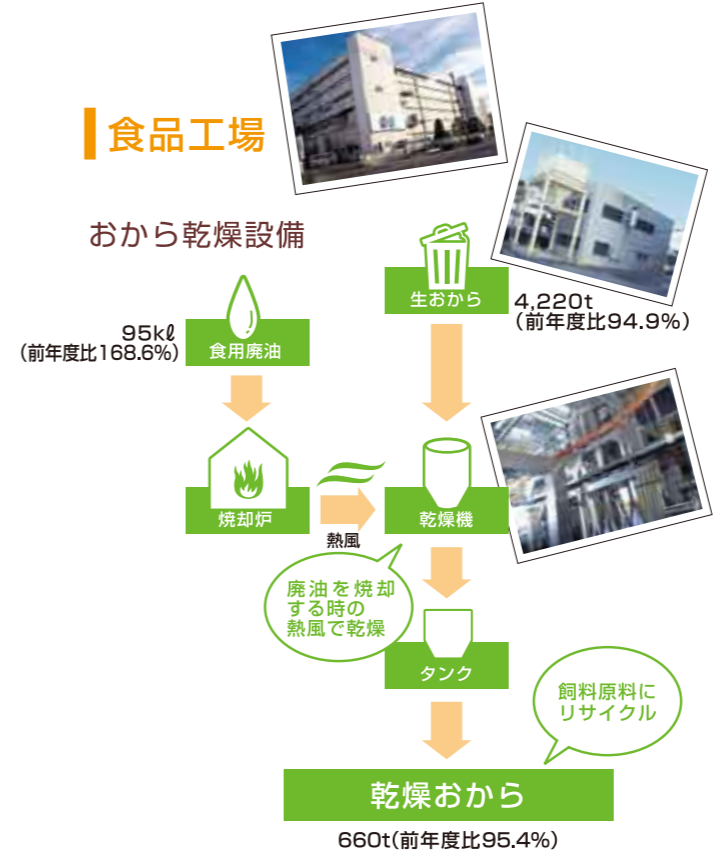 食品工場
おから乾燥設備
生おから
4,220t
(前年度比94.9%)
95kℓ
(前年度比168.6%)
食用廃油
焼却炉
熱風
乾燥機
廃油を焼却
する時の
熱風で乾燥
タンク
飼料原料に
リサイクル
乾燥おから
660t(前年度比95.4%)